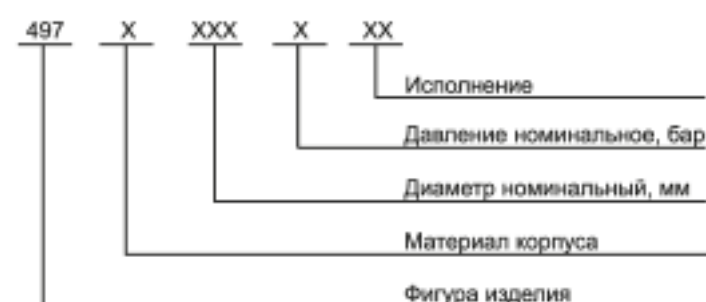 497 X XXX X XX
Исполнение
Давление номинальное, бар
Диаметр номинальный, мм
Материал корпуса
Фигура изделия